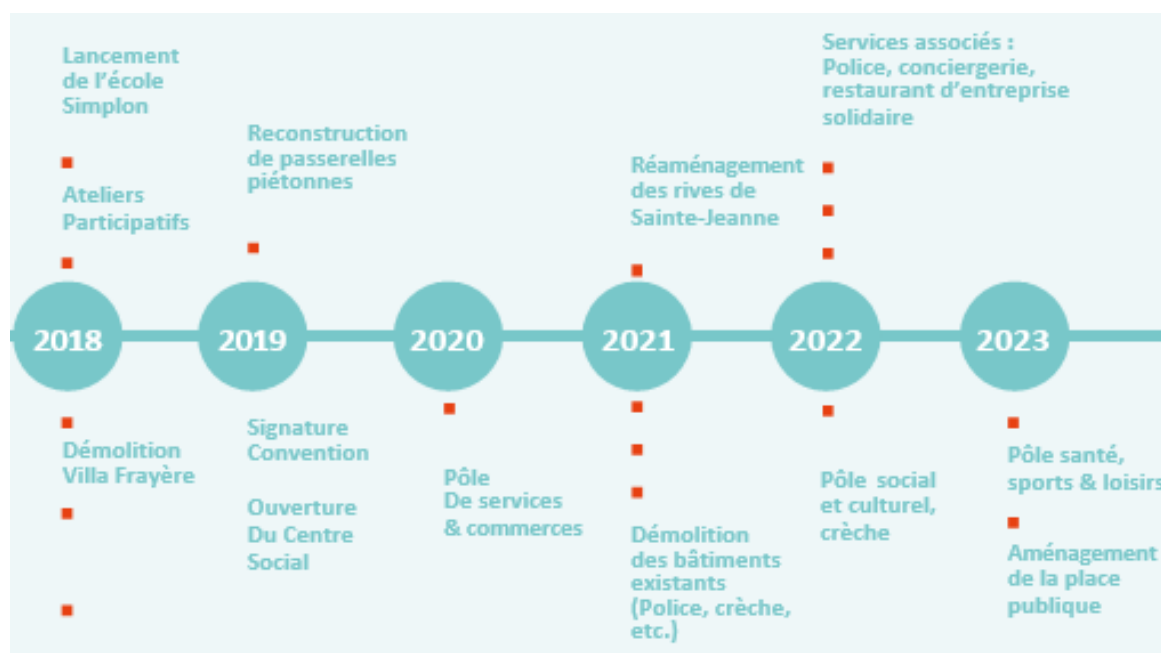 Lancement
de l'école
Simplon
Ateliers
Participatifs
Reconstruction
de passerelles
piétonnes
Réaménagement
des rives de
Sainte-Jeanne
Services associés :
Police, conciergerie,
restaurant d'entreprise
solidaire
2018
2019
2020
2021
2022
2023
Démolition
Villa Frayère
Signature
Convention
Ouverture
Du Centre
Social
Pôle
De services
& commerces
Démolition
des bâtiments
existants
(Police, crèche,
etc.)
Pôle social
et culturel,
crèche
Pôle santé,
sports & loisirs
Aménagement
de la place
publique